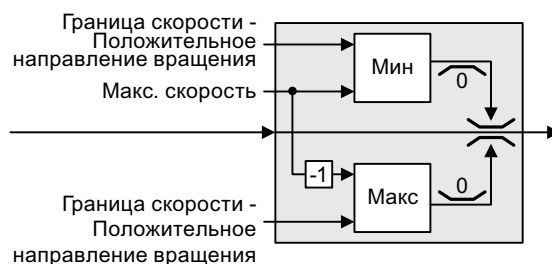 Граница скорости -
Положительное
направление вращения
Мин
0
Макс. скорость
-1
Макс
0
Граница скорости -
Положительное
направление вращения